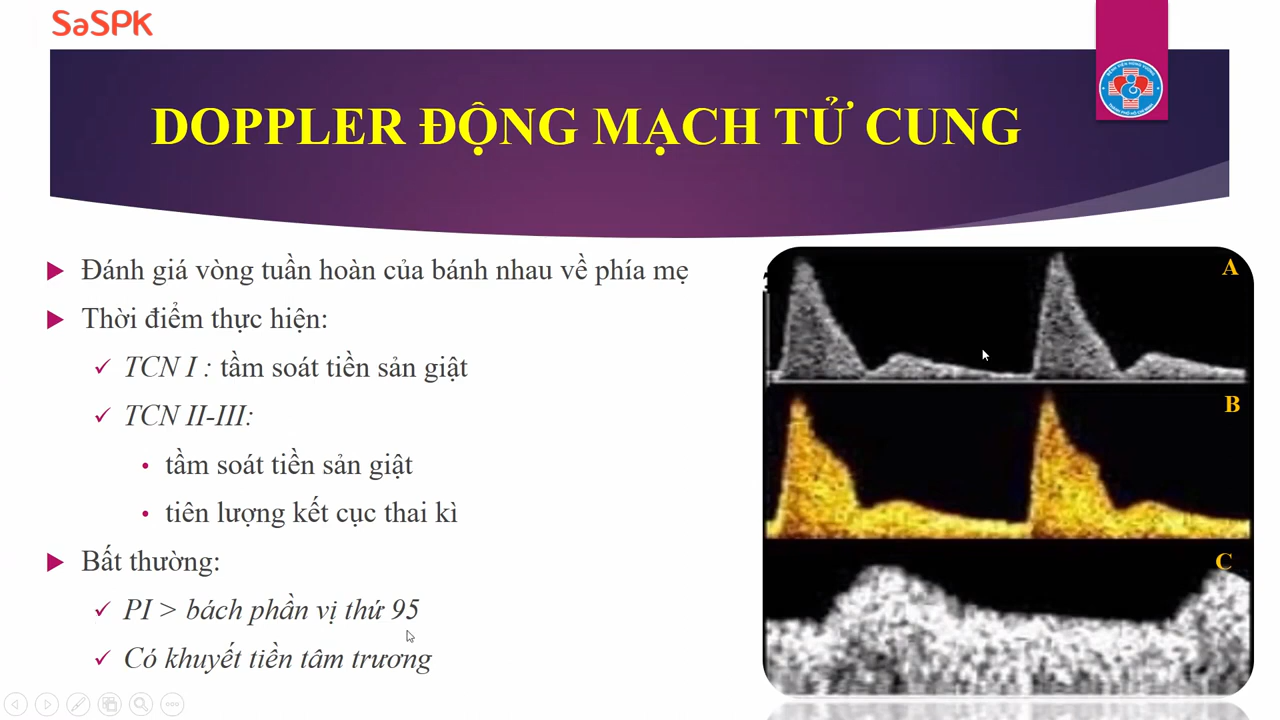 SaSPK
DOPPLER ĐỘNG MẠCH TỬ CUNG
Đánh giá vòng tuần hoàn của bánh nhau về phía mẹ
Thời điểm thực hiện:
TCN I : tầm soát tiền sản giật
TCN II-III:
tầm soát tiền sản giật
tiên lượng kết cục thai kì
Bất thường:
PI > bách phần vị thứ 95
Có khuyết tiền tâm trương
A
B
C